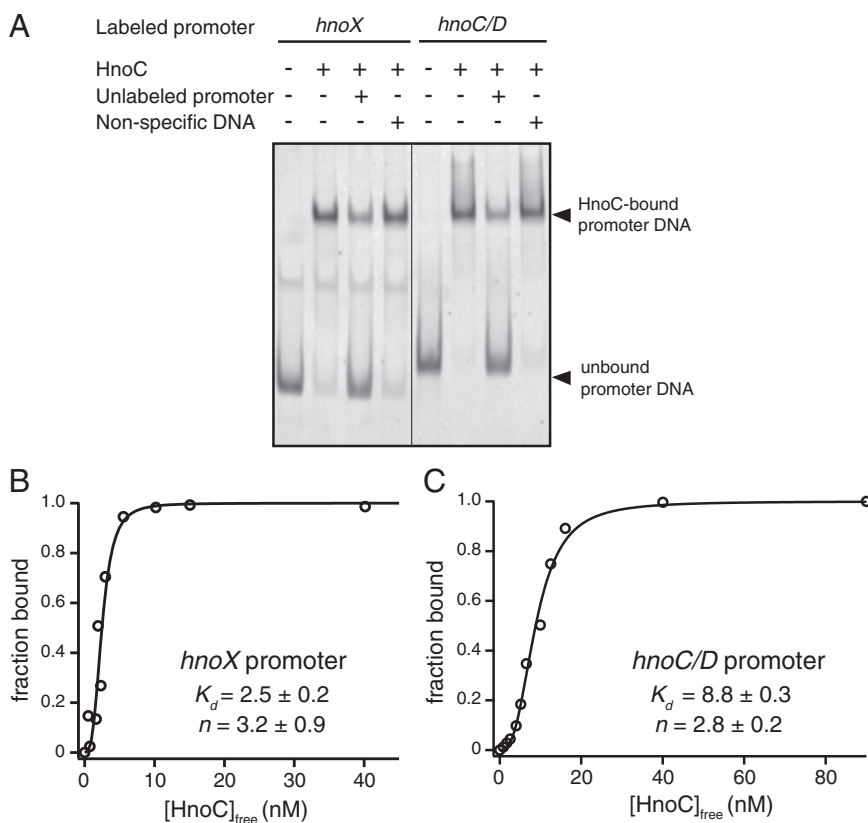 A
Labeled promoter hnoX hnoC/D
HnoC - + + + - + + +
Unlabeled promoter - - + - - - + -
Non-specific DNA - - - + - - - +
HnoC-bound
promoter DNA
unbound
promoter DNA
B
fraction bound
1.0
0.8
0.6
0.4
0.2
0
0 10 20 30 40
[HnoC]free (nM)
hnoX promoter
Kd = 2.5 ± 0.2
n = 3.2 ± 0.9
C
fraction bound
1.0
0.8
0.6
0.4
0.2
0
0 20 40 60 80
[HnoC]free (nM)
hnoC/D promoter
Kd = 8.8 ± 0.3
n = 2.8 ± 0.2